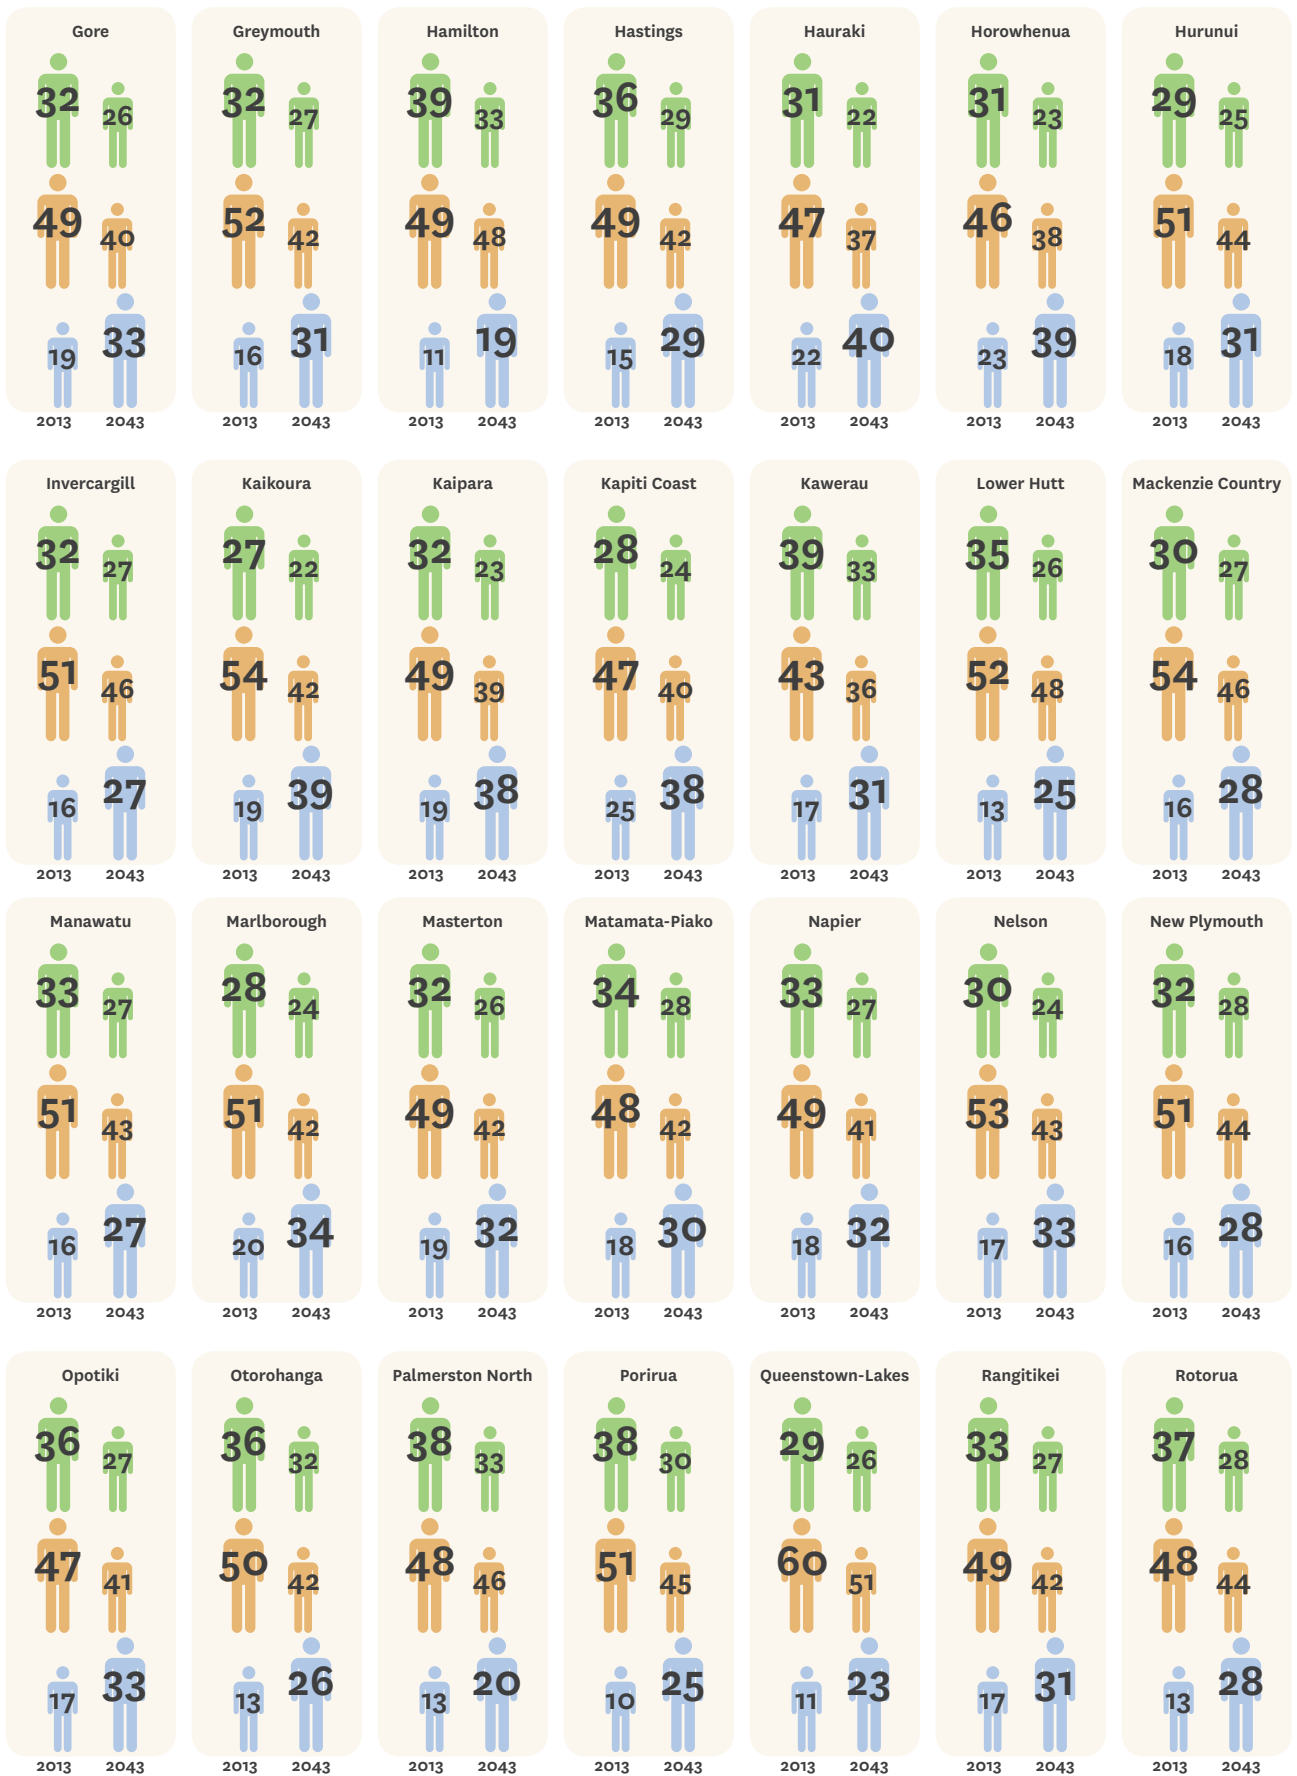 Gore Greymouth Hamilton Hastings Hauraki Horowhenua Hurunui
32 26 32 27 39 33 36 29 31 22 31 23 29 25
49 40 52 42 49 48 49 42 47 37 46 38 51 44
19 33 16 31 11 19 15 29 22 40 23 39 18 31
2013 2043 2013 2043 2013 2043 2013 2043 2013 2043 2013 2043 2013 2043
Invercargill Kaikoura Kaipara Kapiti Coast Kawerau Lower Hutt Mackenzie Country
32 27 27 22 32 23 28 24 39 33 35 26 30 27
51 46 54 42 49 39 47 40 43 36 52 48 54 46
16 27 19 39 19 38 25 38 17 31 13 25 16 28
2013 2043 2013 2043 2013 2043 2013 2043 2013 2043 2013 2043 2013 2043
Manawatu Marlborough Masterton Matamata-Piako Napier Nelson New Plymouth
33 27 28 24 32 26 34 28 33 27 30 24 32 28
51 43 51 42 49 42 48 42 49 41 53 43 51 44
16 27 20 34 19 32 18 30 18 32 17 33 16 28
2013 2043 2013 2043 2013 2043 2013 2043 2013 2043 2013 2043 2013 2043
Opotiki Otorohanga Palmerston North Porirua Queenstown-Lakes Rangitikei Rotorua
36 27 36 32 38 33 38 30 29 26 33 27 37 28
47 41 50 42 48 46 51 45 60 51 49 42 48 44
17 33 13 26 13 20 10 25 11 23 17 31 13 28
2013 2043 2013 2043 2013 2043 2013 2043 2013 2043 2013 2043 2013 2043